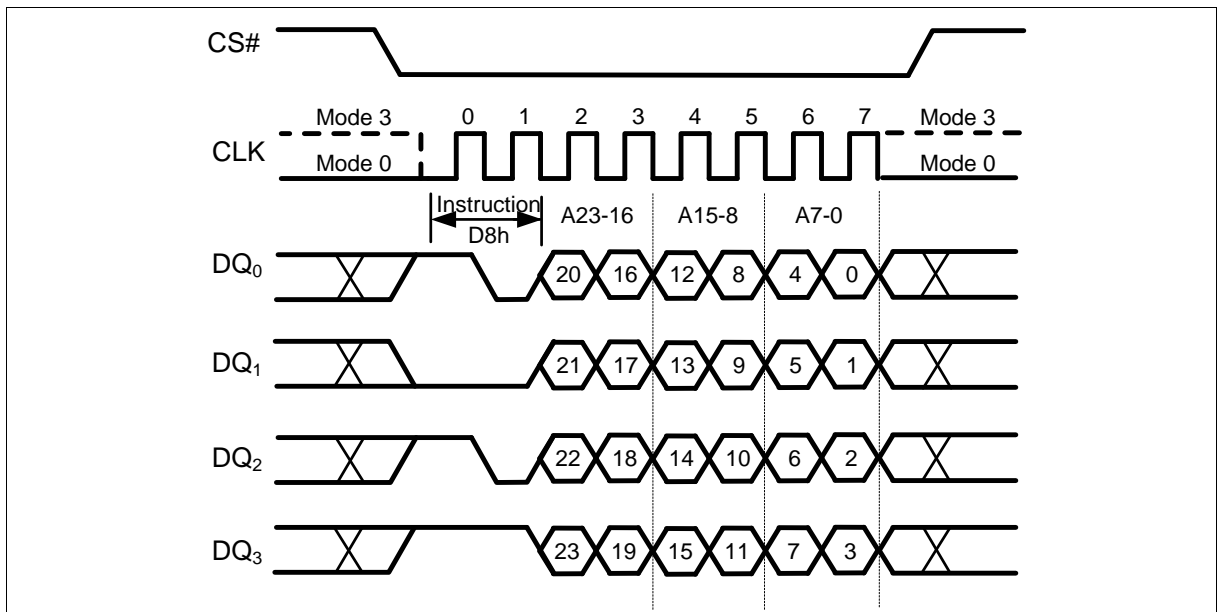 CS#
Mode 3 0 1 2 3 4 5 6 7 Mode 3
CLK
Mode 0 Mode 0
Instruction A23-16 A15-8 A7-0
D8h
DQ0 20 16 12 8 4 0
DQ1 21 17 13 9 5 1
DQ2 22 18 14 10 6 2
DQ3 23 19 15 11 7 3